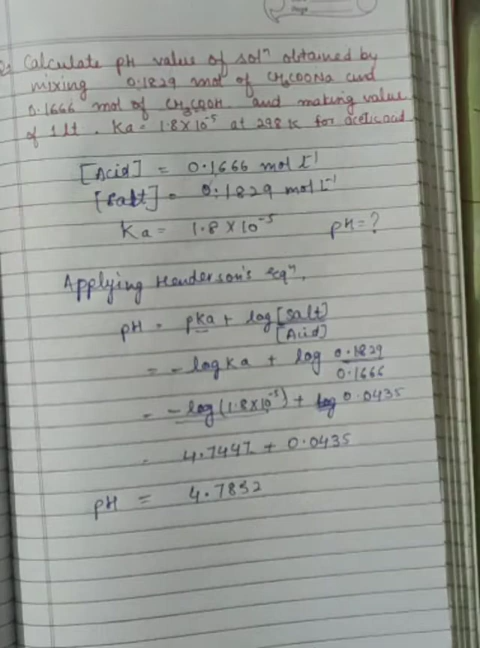 Page
Q. Calculate pH value of solⁿ obtained by
mixing 0.1829 mol of CH₃COONa and
0.1666 mol of CH₃COOH and making value
of 1 lt. Ka = 1.8×10⁻⁵ at 298 K for acetic acid
[Acid] = 0.1666 mol L⁻¹
[Salt] = 0.1829 mol L⁻¹
Ka = 1.8 × 10⁻⁵ pH = ?
Applying Henderson's eqⁿ,
pH = pKa + log [Salt]
[Acid]
= - log Ka + log 0.1829
0.1666
= - log (1.8×10⁻⁵) + 0.0435
= 4.7447 + 0.0435
pH = 4.7832